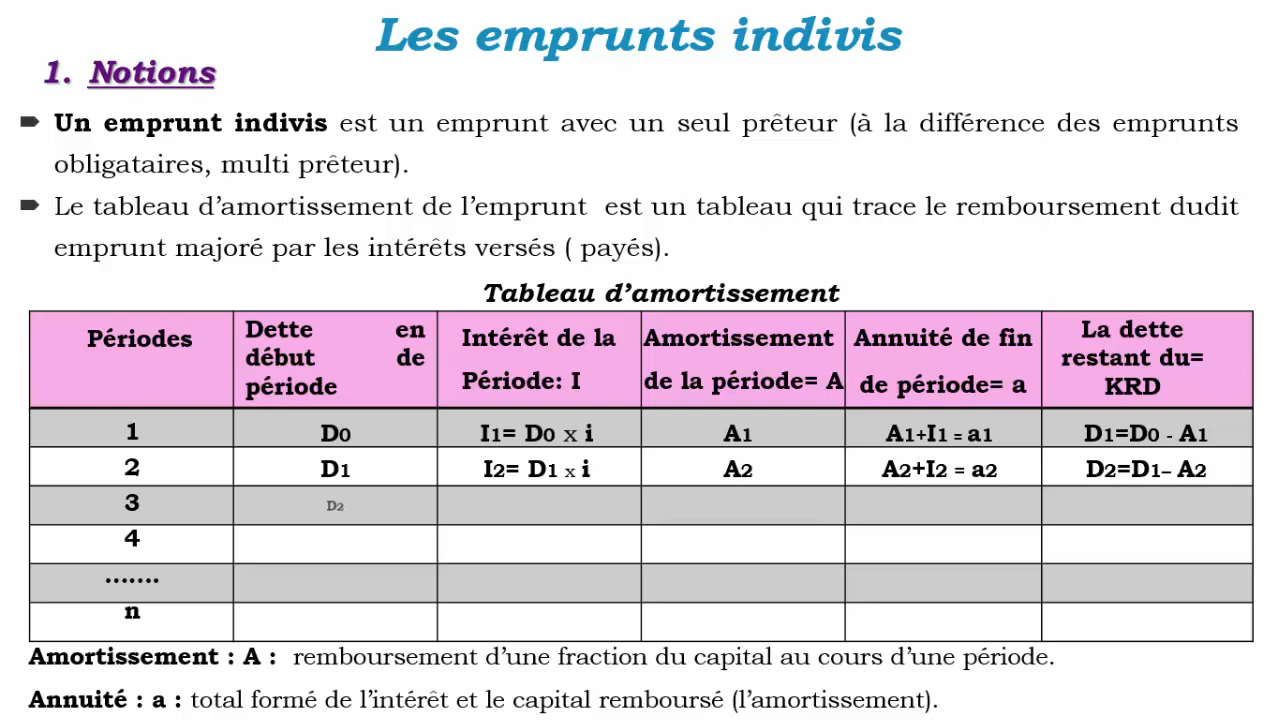 Les emprunts indivis
1. Notions
Un emprunt indivis est un emprunt avec un seul prêteur (à la différence des emprunts
obligataires, multi prêteur).
Le tableau d’amortissement de l’emprunt est un tableau qui trace le remboursement dudit
emprunt majoré par les intérêts versés ( payés).
Tableau d’amortissement
Périodes
Dette en
début de
période
Intérêt de la
Période: I
Amortissement
de la période= A
Annuité de fin
de période= a
La dette
restant du=
KRD
1 D0 I1= D0 x i A1 A1+I1 = a1 D1=D0 - A1
2 D1 I2= D1 x i A2 A2+I2 = a2 D2=D1– A2
3 D2
4
.......
n
Amortissement : A : remboursement d’une fraction du capital au cours d’une période.
Annuité : a : total formé de l’intérêt et le capital remboursé (l’amortissement).